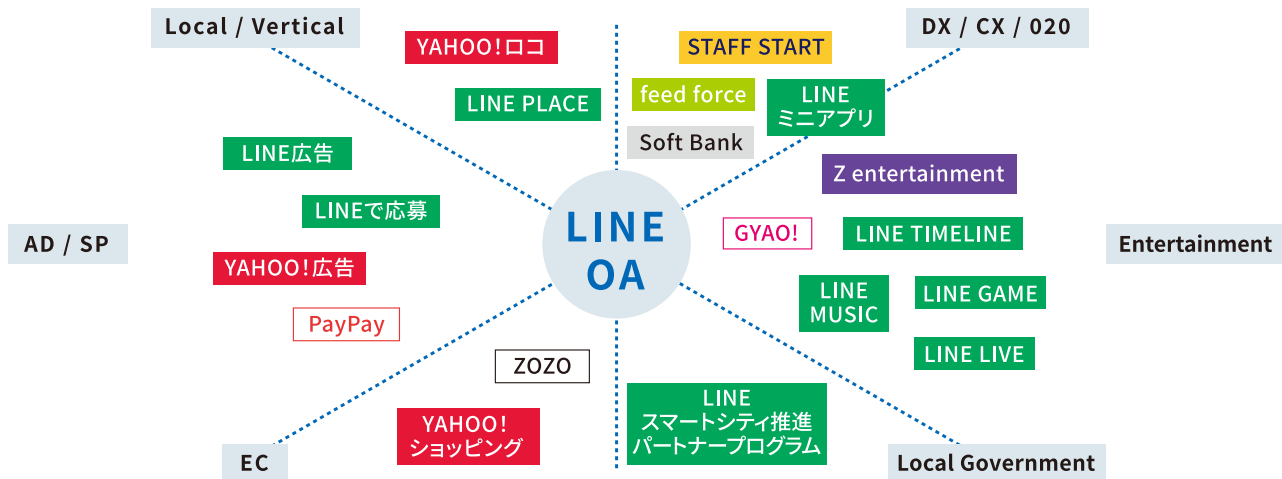 Local / Vertical
YAHOO!ロコ
STAFF START
DX / CX / 020
LINE PLACE
feed force
LINE
ミニアプリ
Soft Bank
LINE広告
Z entertainment
LINEで応募
LINE
OA
GYAO!
LINE TIMELINE
AD / SP
Entertainment
YAHOO!広告
LINE
MUSIC
LINE GAME
PayPay
LINE LIVE
ZOZO
YAHOO!
ショッピング
LINE
スマートシティ推進
パートナープログラム
EC
Local Government